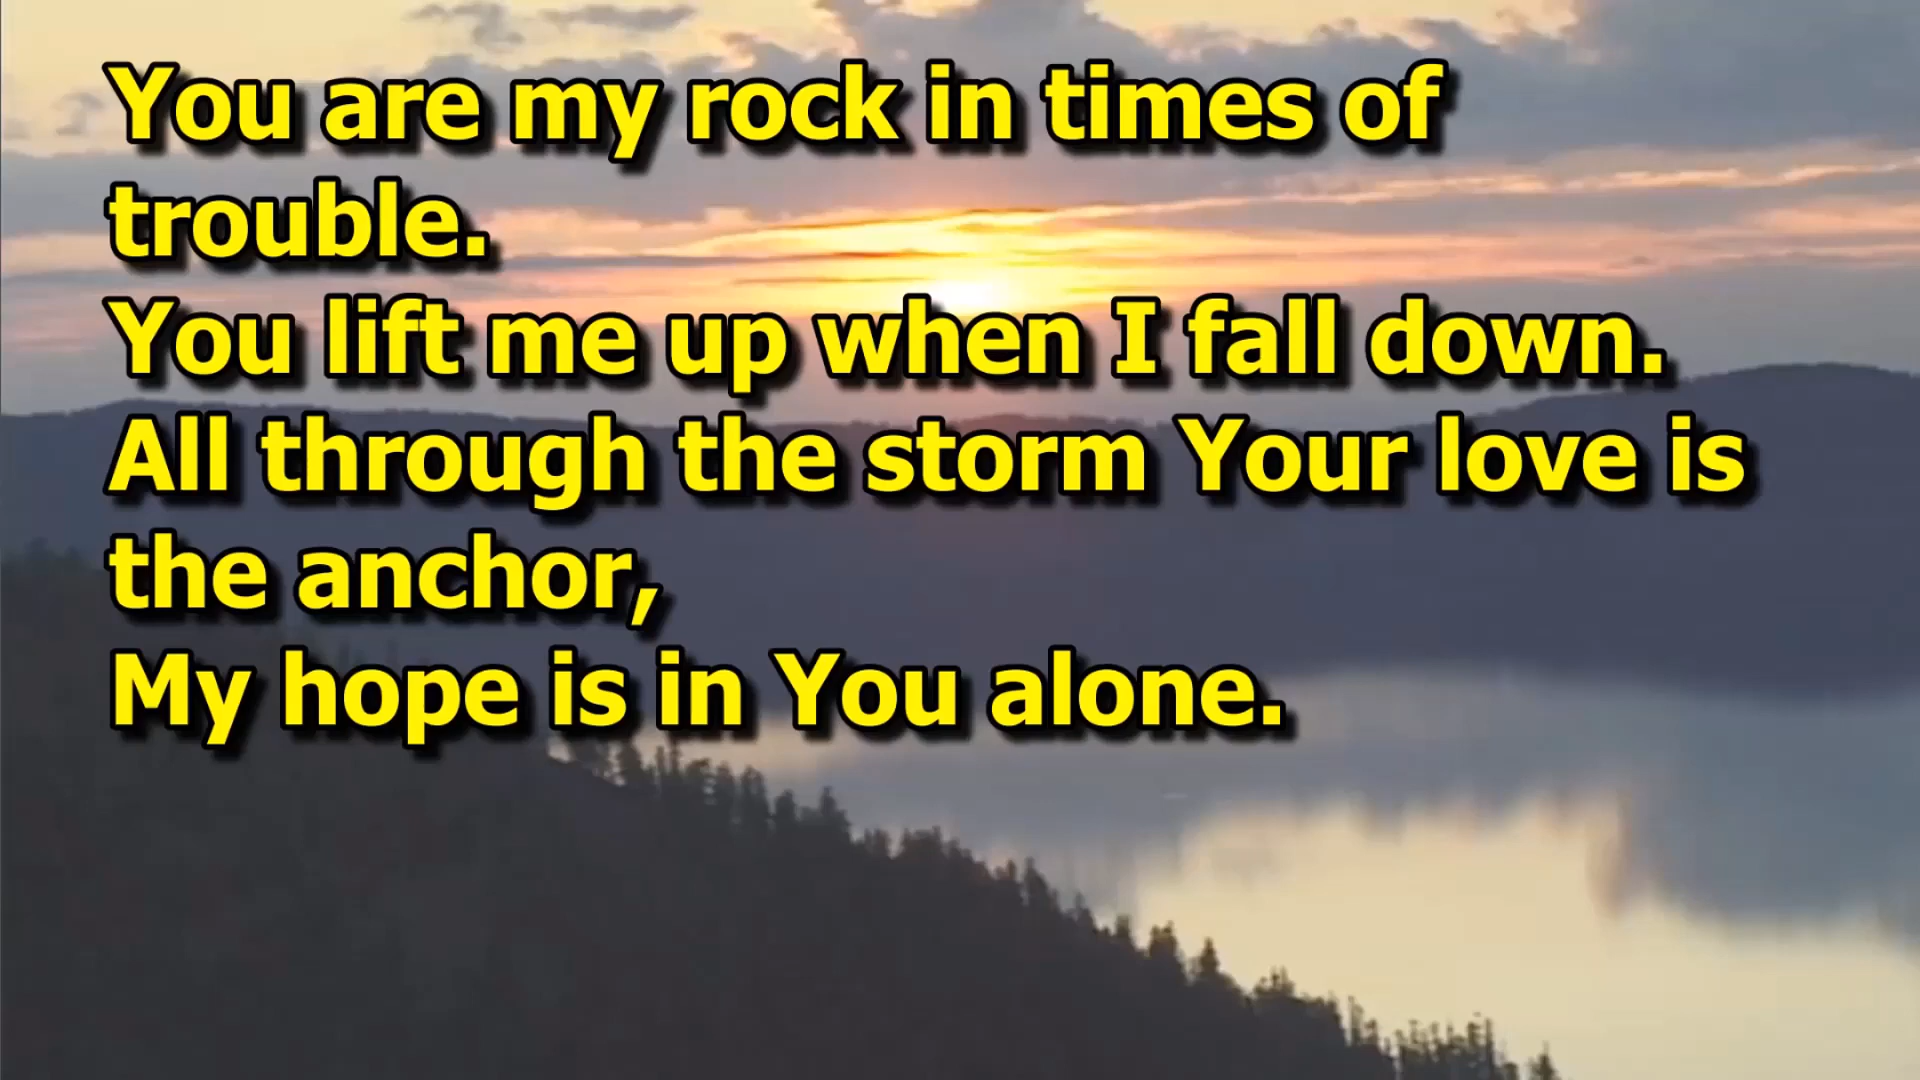 You are my rock in times of
trouble.
You lift me up when I fall down.
All through the storm Your love is
the anchor,
My hope is in You alone.